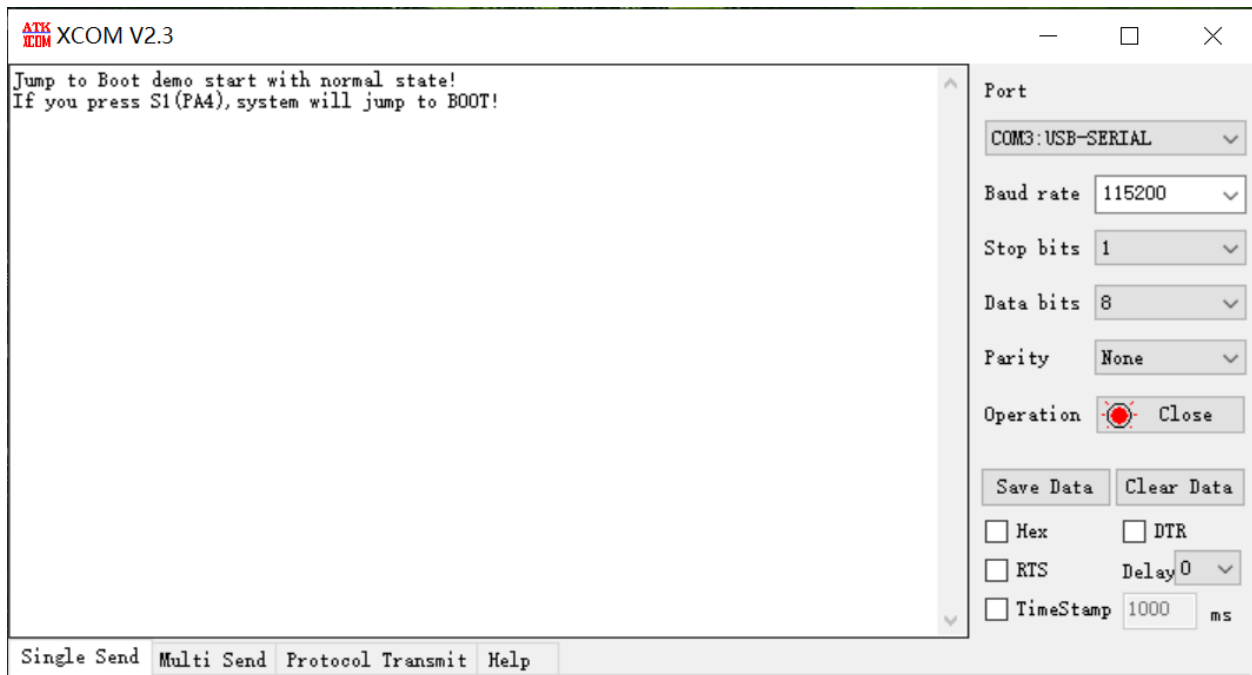 ATK XCOM XCOM V2.3
Jump to Boot demo start with normal state!
If you press S1(PA4),system will jump to BOOT!
Port
COM3:USB-SERIAL
Baud rate 115200
Stop bits 1
Data bits 8
Parity None
Operation Close
Save Data Clear Data
Hex DTR
RTS Delay 0
TimeStamp 1000 ms
Single Send Multi Send Protocol Transmit Help